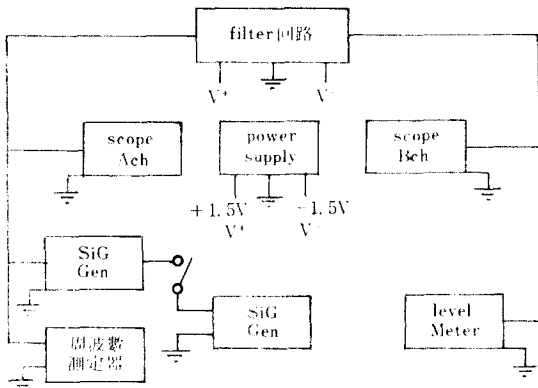 filter回路
V⁺ V⁻
scope
Ach
power
supply
scope
Bch
+1.5V -1.5V
V⁺ V⁻
SiG
Gen
SiG
Gen
level
Meter
周波數
測定器